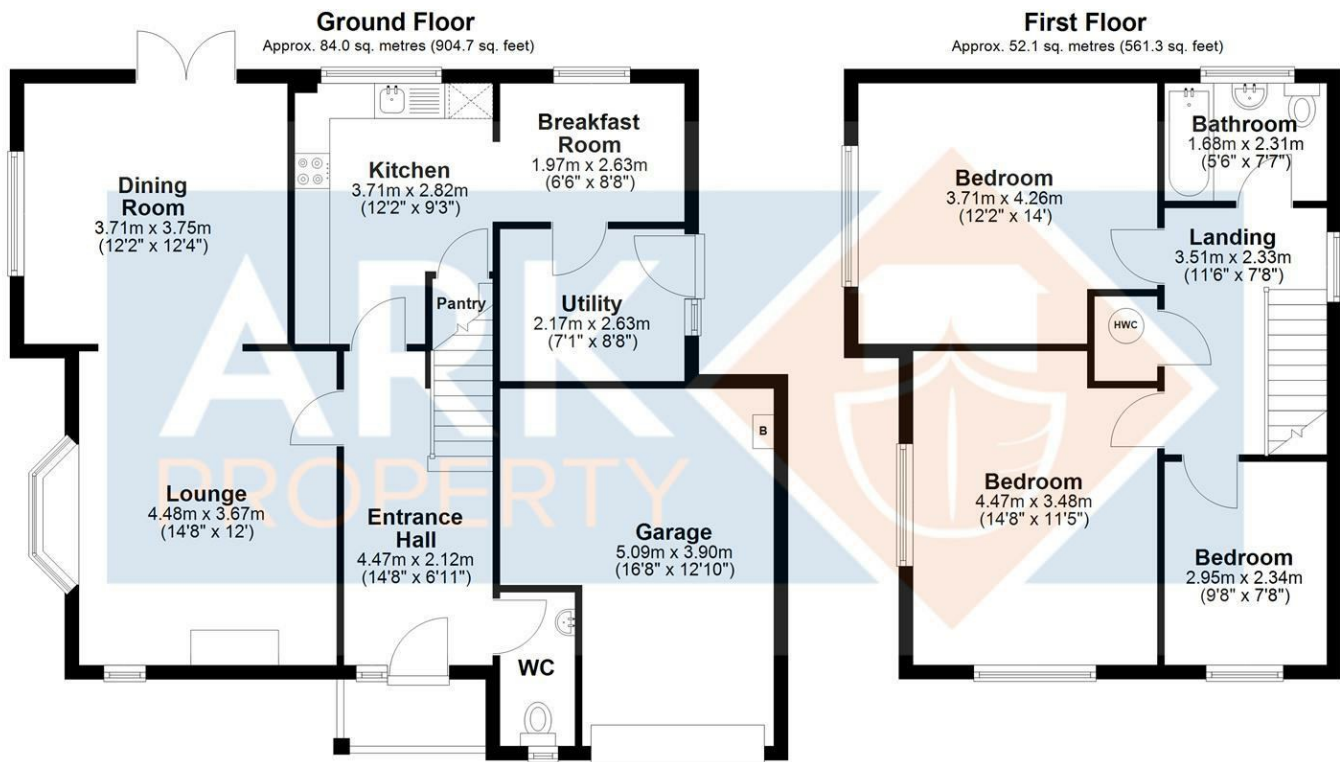 Ground Floor
Approx. 84.0 sq. metres (904.7 sq. feet)
First Floor
Approx. 52.1 sq. metres (561.3 sq. feet)
Dining
Room
3.71m x 3.75m
(12'2" x 12'4")
Kitchen
3.71m x 2.82m
(12'2" x 9'3")
Breakfast
Room
1.97m x 2.63m
(6'6" x 8'8")
Pantry
Utility
2.17m x 2.63m
(7'1" x 8'8")
Lounge
4.48m x 3.67m
(14'8" x 12')
Entrance
Hall
4.47m x 2.12m
(14'8" x 6'11")
Garage
5.09m x 3.90m
(16'8" x 12'10")
B
WC
Bedroom
3.71m x 4.26m
(12'2" x 14')
Bathroom
1.68m x 2.31m
(5'6" x 7'7")
Landing
3.51m x 2.33m
(11'6" x 7'8")
HWC
Bedroom
4.47m x 3.48m
(14'8" x 11'5")
Bedroom
2.95m x 2.34m
(9'8" x 7'8")
ARK
PROPERTY